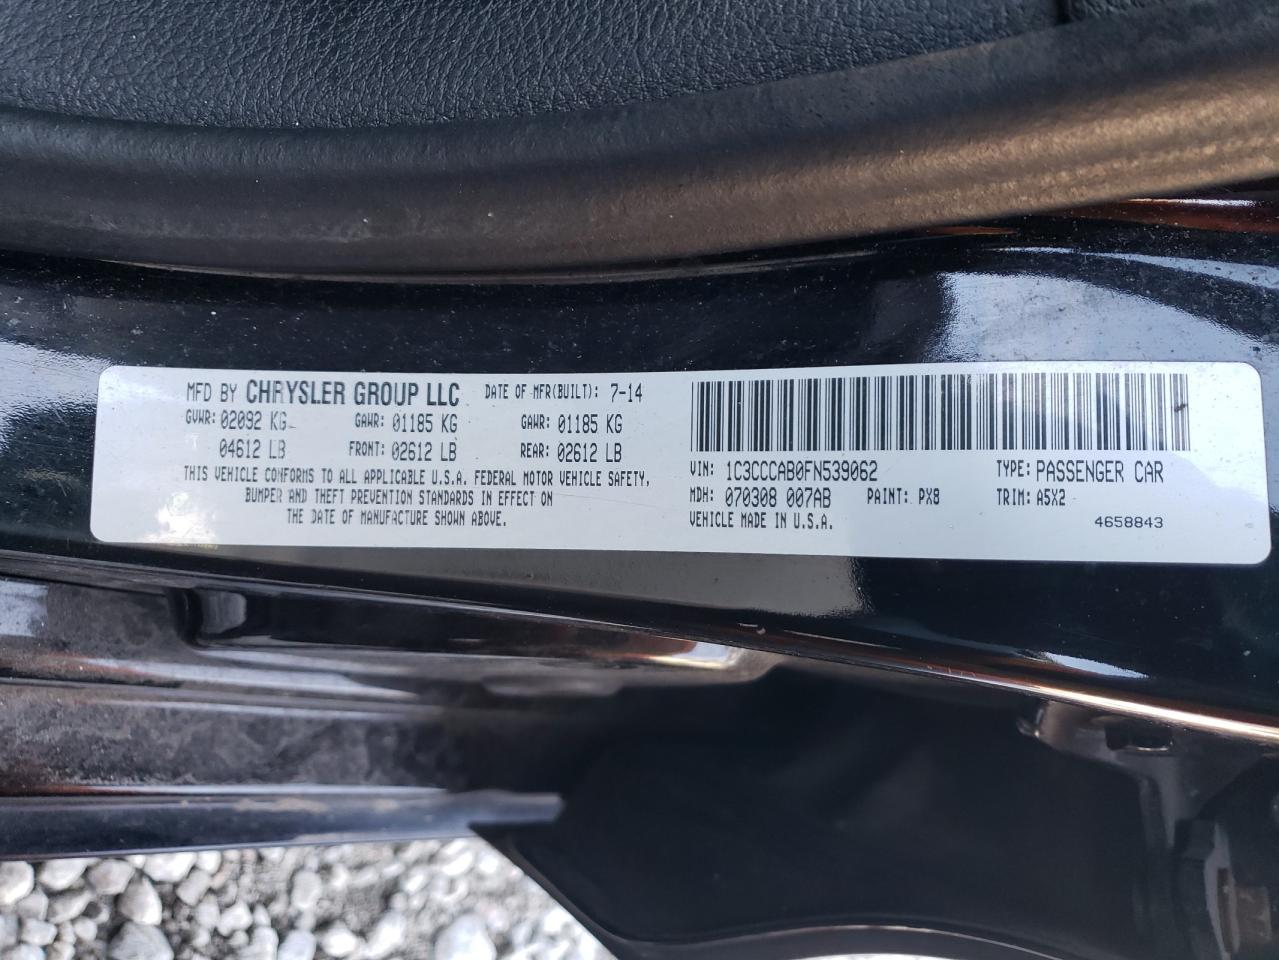 MFD BY CHRYSLER GROUP LLC DATE OF MFR(BUILT): 7-14
GVWR: 02092 KG GAWR: 01185 KG GAWR: 01185 KG
04612 LB FRONT: 02612 LB REAR: 02612 LB
THIS VEHICLE CONFORMS TO ALL APPLICABLE U.S.A. FEDERAL MOTOR VEHICLE SAFETY,
BUMPER AND THEFT PREVENTION STANDARDS IN EFFECT ON
THE DATE OF MANUFACTURE SHOWN ABOVE.
VIN: 1C3CCCAB0FN539062 TYPE: PASSENGER CAR
MDH: 070308 007AB PAINT: PX8 TRIM: A5X2
VEHICLE MADE IN U.S.A. 4658843